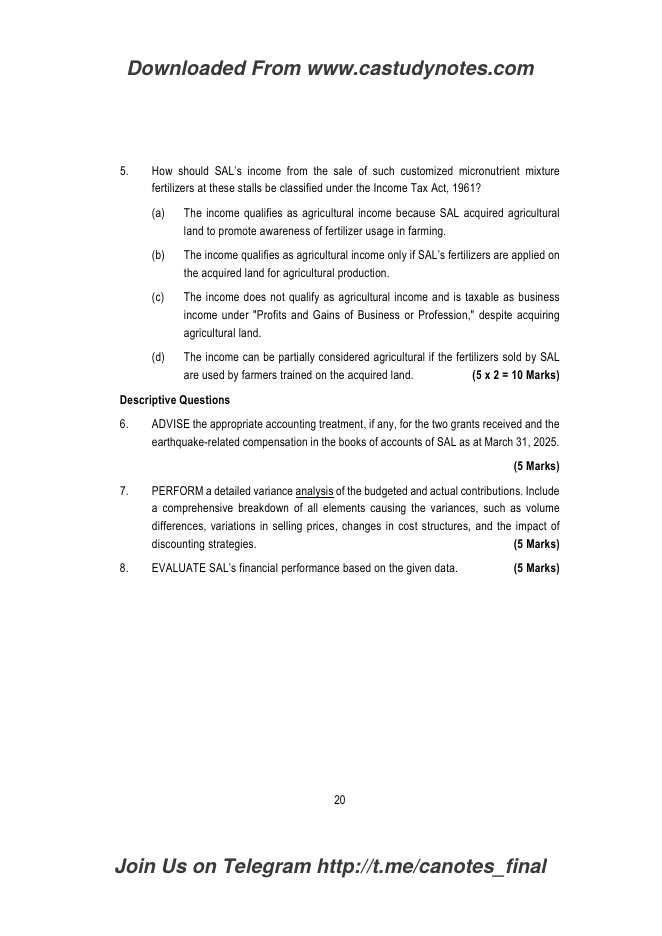 Downloaded From www.castudynotes.com
5. How should SAL's income from the sale of such customized micronutrient mixture
fertilizers at these stalls be classified under the Income Tax Act, 1961?
(a) The income qualifies as agricultural income because SAL acquired agricultural
land to promote awareness of fertilizer usage in farming.
(b) The income qualifies as agricultural income only if SAL's fertilizers are applied on
the acquired land for agricultural production.
(c) The income does not qualify as agricultural income and is taxable as business
income under "Profits and Gains of Business or Profession," despite acquiring
agricultural land.
(d) The income can be partially considered agricultural if the fertilizers sold by SAL
are used by farmers trained on the acquired land. (5 x 2 = 10 Marks)
Descriptive Questions
6. ADVISE the appropriate accounting treatment, if any, for the two grants received and the
earthquake-related compensation in the books of accounts of SAL as at March 31, 2025.
(5 Marks)
7. PERFORM a detailed variance analysis of the budgeted and actual contributions. Include
a comprehensive breakdown of all elements causing the variances, such as volume
differences, variations in selling prices, changes in cost structures, and the impact of
discounting strategies. (5 Marks)
8. EVALUATE SAL's financial performance based on the given data. (5 Marks)
20
Join Us on Telegram http://t.me/canotes_final